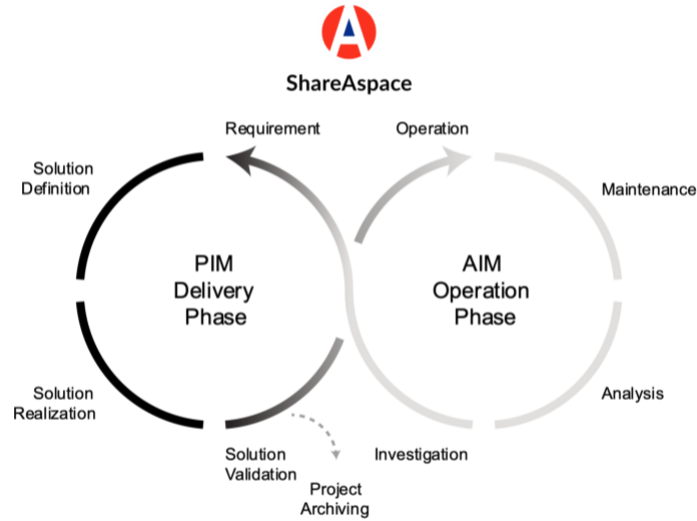 ShareAspace
Requirement
Operation
Solution
Definition
Maintenance
PIM
Delivery
Phase
AIM
Operation
Phase
Solution
Realization
Analysis
Solution
Validation
Investigation
Project
Archiving